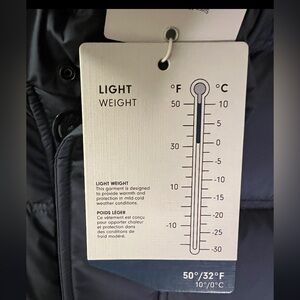 LIGHT
WEIGHT
°F °C
50 10
5
30 0
-5
10 -10
-15
-20
-10 -25
-30
LIGHT WEIGHT
This garment is designed
to provide warmth and
protection in mild-cold
weather conditions.
POIDS LÉGER
Ce vêtement est conçu
pour apporter chaleur
et protection dans
des conditions de
froid modéré.
50°/32°F
10°/0°C